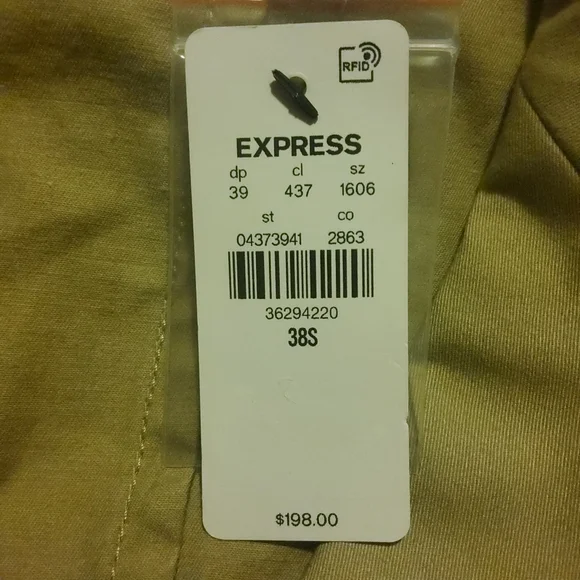 RFID
EXPRESS
dp cl sz
39 437 1606
st co
04373941 2863
36294220
38S
$198.00